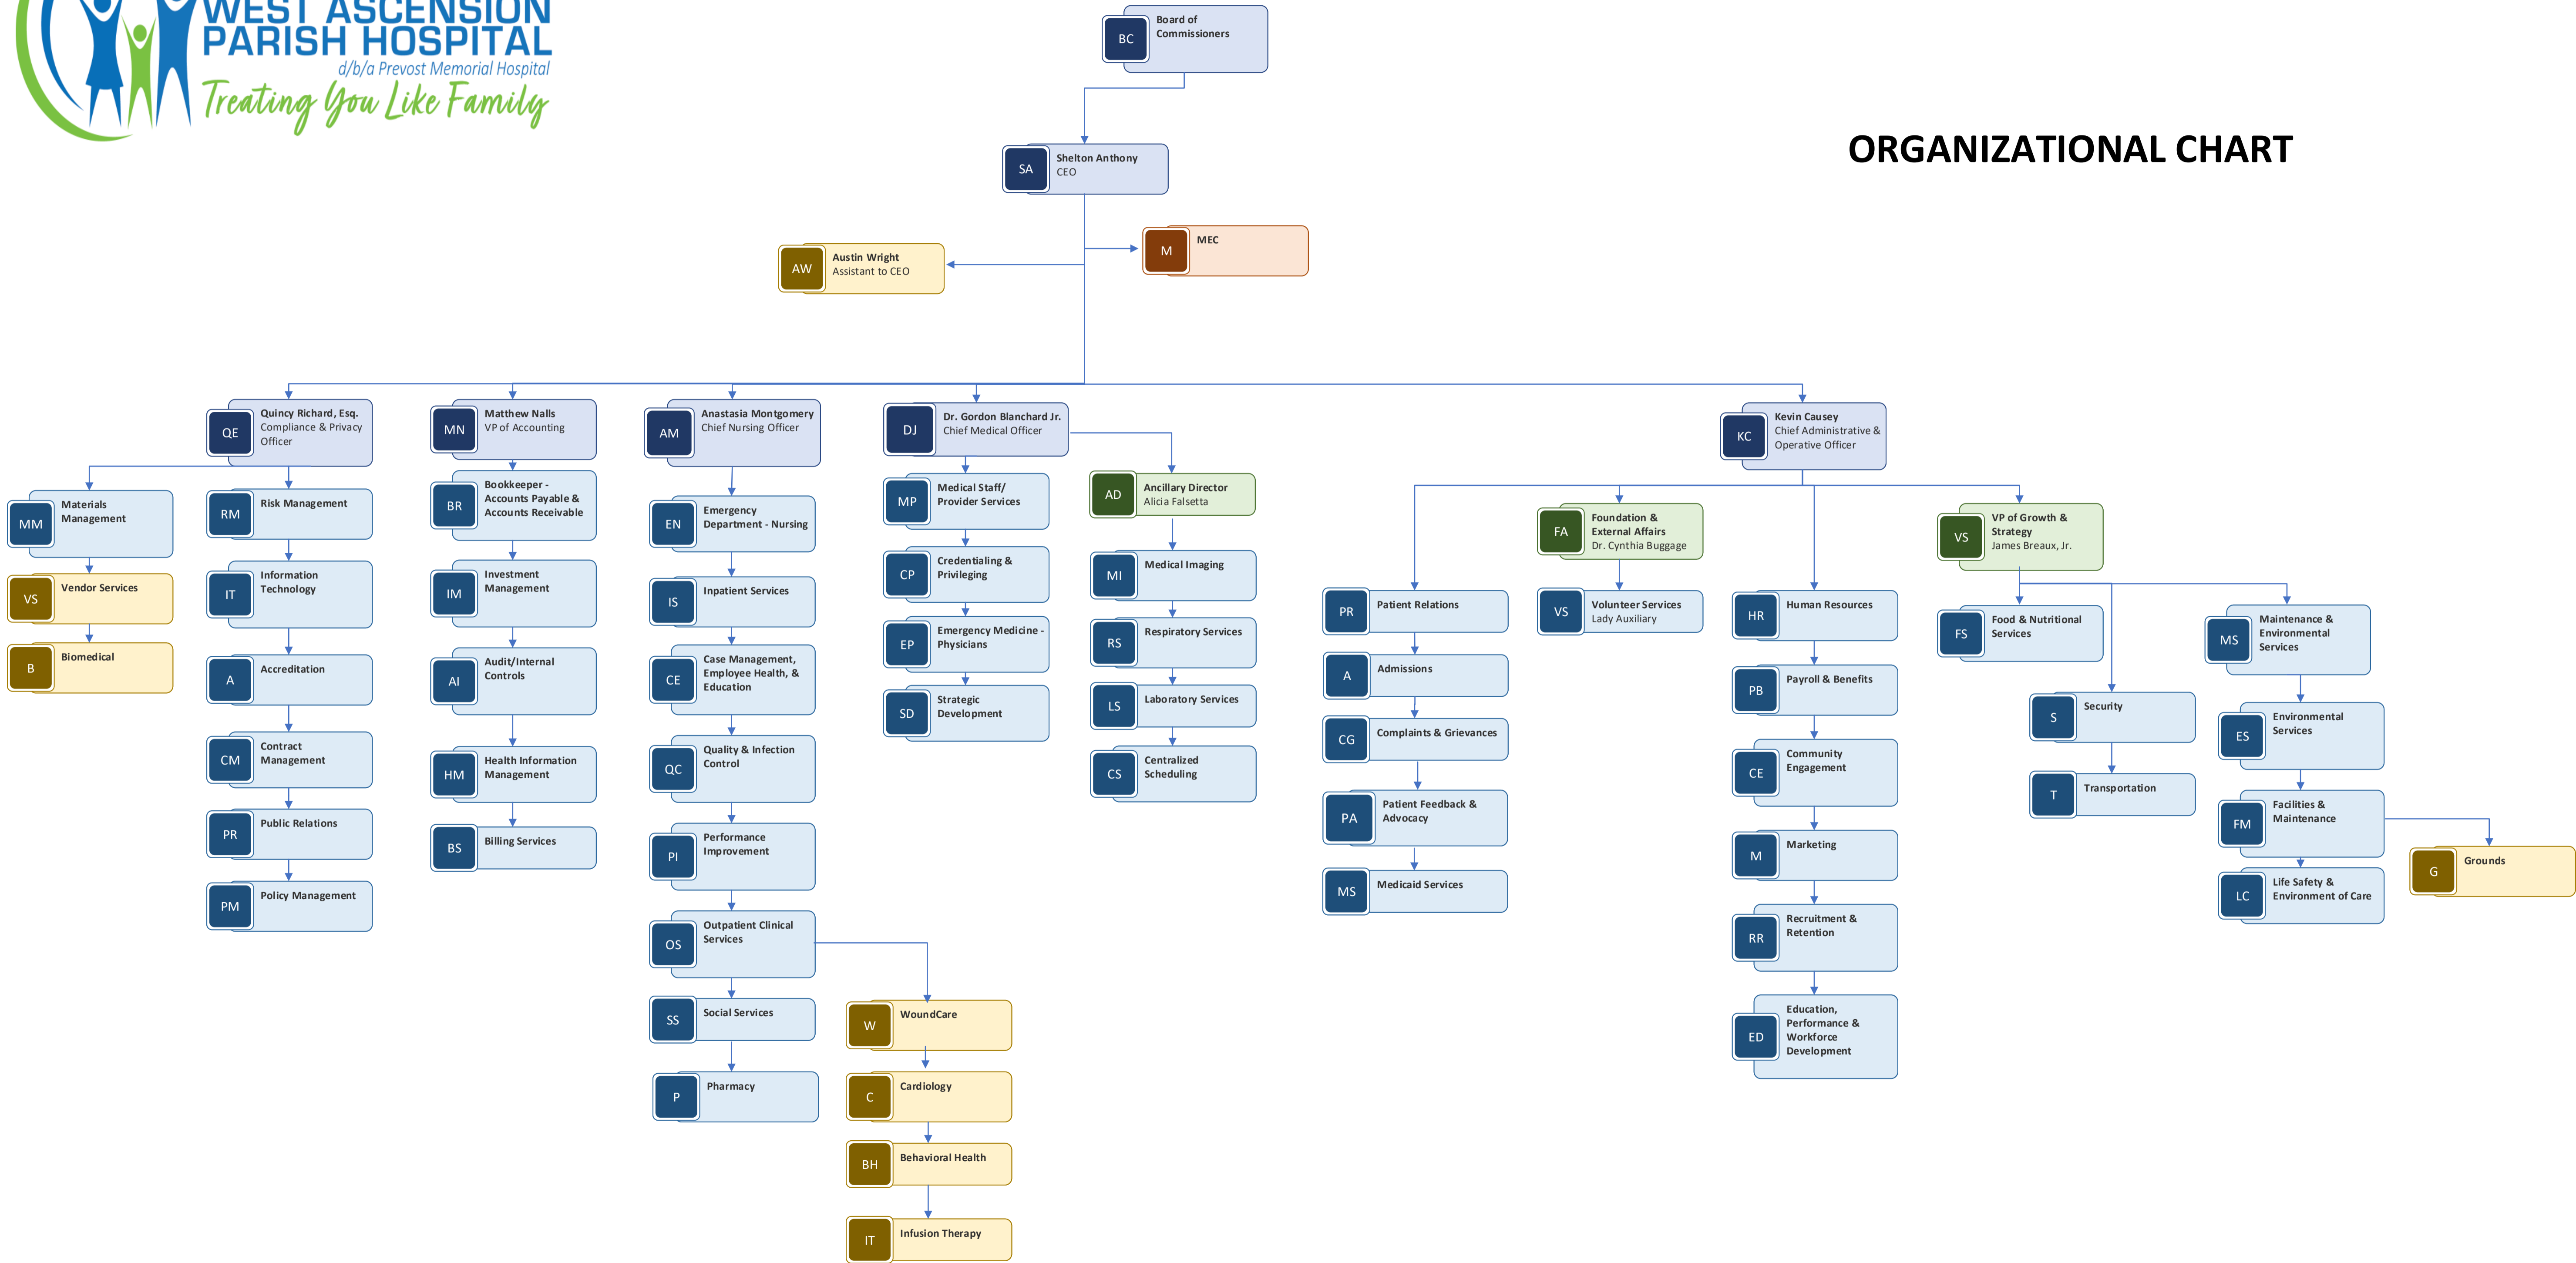 WEST ASCENSION
PARISH HOSPITAL
d/b/a Prevost Memorial Hospital
Treating You Like Family
ORGANIZATIONAL CHART
BC
Board of
Commissioners
SA
Shelton Anthony
CEO
AW
Austin Wright
Assistant to CEO
M
MEC
QE
Quincy Richard, Esq.
Compliance & Privacy
Officer
MM
Materials
Management
VS
Vendor Services
B
Biomedical
RM
Risk Management
IT
Information
Technology
A
Accreditation
CM
Contract
Management
PR
Public Relations
PM
Policy Management
MN
Matthew Nalls
VP of Accounting
BR
Bookkeeper -
Accounts Payable &
Accounts Receivable
IM
Investment
Management
AI
Audit/Internal
Controls
HM
Health Information
Management
BS
Billing Services
AM
Anastasia Montgomery
Chief Nursing Officer
EN
Emergency
Department - Nursing
IS
Inpatient Services
CE
Case Management,
Employee Health, &
Education
QC
Quality & Infection
Control
PI
Performance
Improvement
OS
Outpatient Clinical
Services
SS
Social Services
P
Pharmacy
W
WoundCare
C
Cardiology
BH
Behavioral Health
IT
Infusion Therapy
DJ
Dr. Gordon Blanchard Jr.
Chief Medical Officer
MP
Medical Staff/
Provider Services
CP
Credentialing &
Privileging
EP
Emergency Medicine -
Physicians
SD
Strategic
Development
AD
Ancillary Director
Alicia Falsetta
MI
Medical Imaging
RS
Respiratory Services
LS
Laboratory Services
CS
Centralized
Scheduling
KC
Kevin Causey
Chief Administrative &
Operative Officer
PR
Patient Relations
A
Admissions
CG
Complaints & Grievances
PA
Patient Feedback &
Advocacy
MS
Medicaid Services
FA
Foundation &
External Affairs
Dr. Cynthia Buggage
VS
Volunteer Services
Lady Auxiliary
HR
Human Resources
PB
Payroll & Benefits
CE
Community
Engagement
M
Marketing
RR
Recruitment &
Retention
ED
Education,
Performance &
Workforce
Development
VS
VP of Growth &
Strategy
James Breaux, Jr.
FS
Food & Nutritional
Services
S
Security
T
Transportation
MS
Maintenance &
Environmental
Services
ES
Environmental
Services
FM
Facilities &
Maintenance
LC
Life Safety &
Environment of Care
G
Grounds